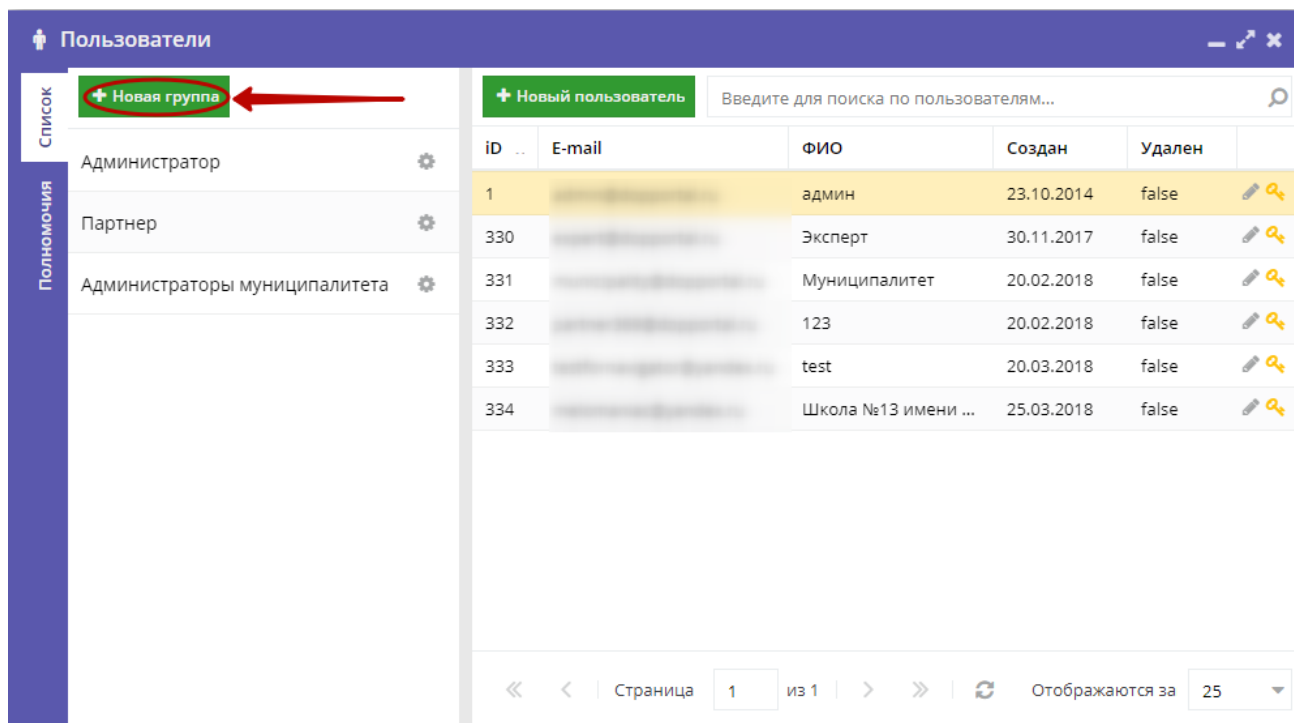 Пользователи
Список
Полномочия
+ Новая группа
Администратор
Партнер
Администраторы муниципалитета
+ Новый пользователь Введите для поиска по пользователям...
iD .. E-mail ФИО Создан Удален
1 админ 23.10.2014 false
330 Эксперт 30.11.2017 false
331 Муниципалитет 20.02.2018 false
332 123 20.02.2018 false
333 test 20.03.2018 false
334 Школа №13 имени ... 25.03.2018 false
Страница 1 из 1 Отображаются за 25